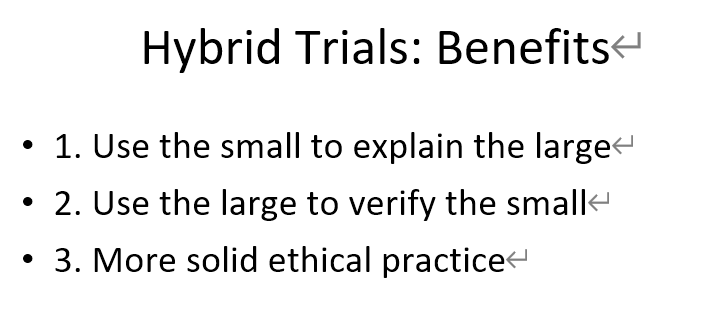 Hybrid Trials: Benefits↵
• 1. Use the small to explain the large↵
• 2. Use the large to verify the small↵
• 3. More solid ethical practice↵